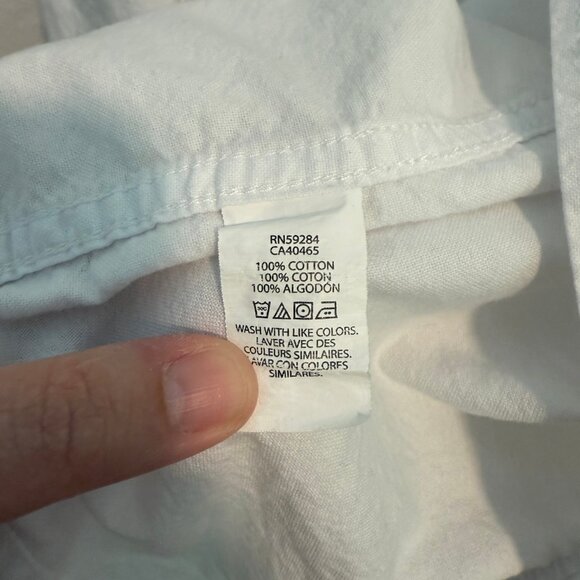 RN59284
CA40465
100% COTTON
100% COTON
100% ALGODÓN
WASH WITH LIKE COLORS.
LAVER AVEC DES
COULEURS SIMILAIRES.
LAVAR CON COLORES
SIMILARES.